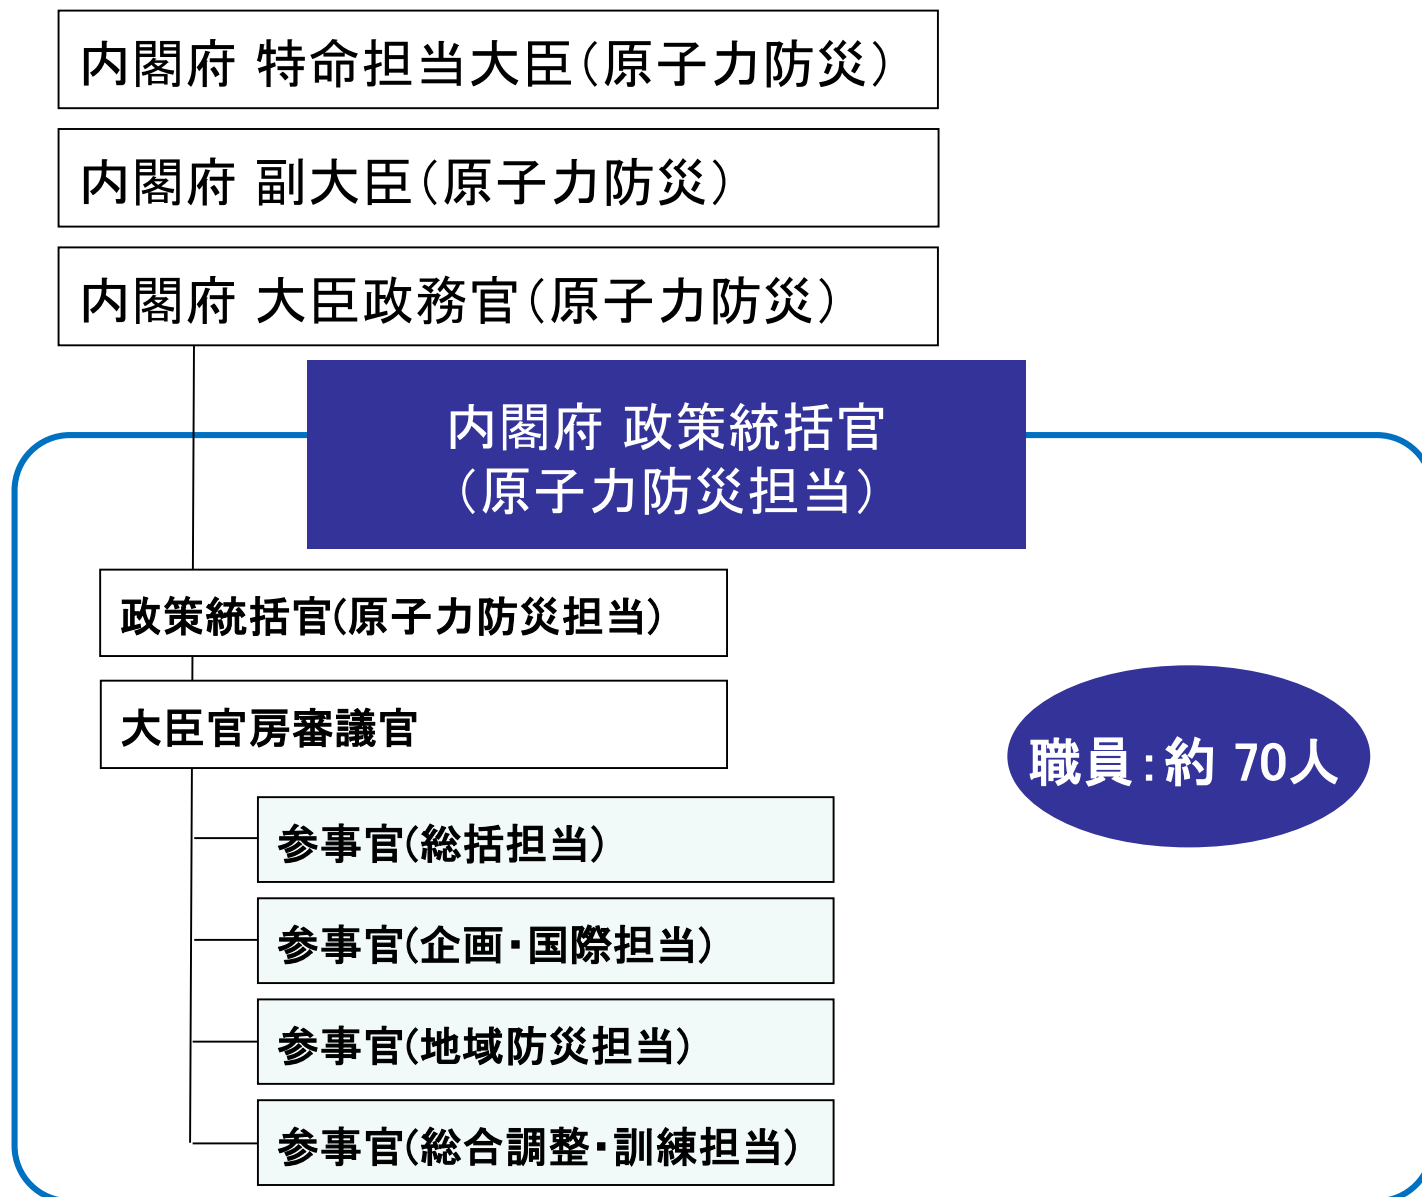 内閣府 特命担当大臣（原子力防災）
内閣府 副大臣（原子力防災）
内閣府 大臣政務官（原子力防災）
内閣府 政策統括官
（原子力防災担当）
政策統括官(原子力防災担当)
大臣官房審議官
職員：約 70人
参事官(総括担当)
参事官(企画・国際担当)
参事官(地域防災担当)
参事官(総合調整・訓練担当)